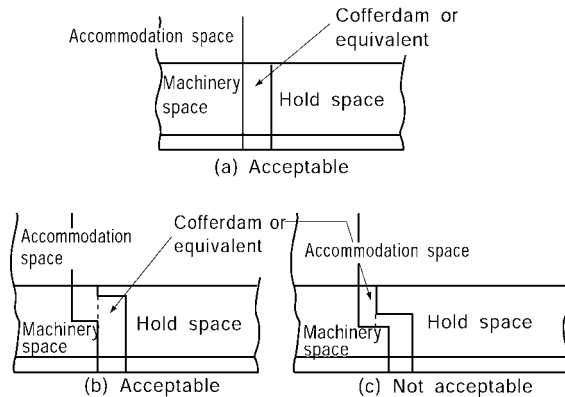 Cofferdam or
equivalent
Accommodation space
Machinery
space
Hold space
(a) Acceptable
Cofferdam or
equivalent
Accommodation
space
Machinery
space
Hold space
(b) Acceptable
Accommodation space
Machinery
space
Hold space
(c) Not acceptable